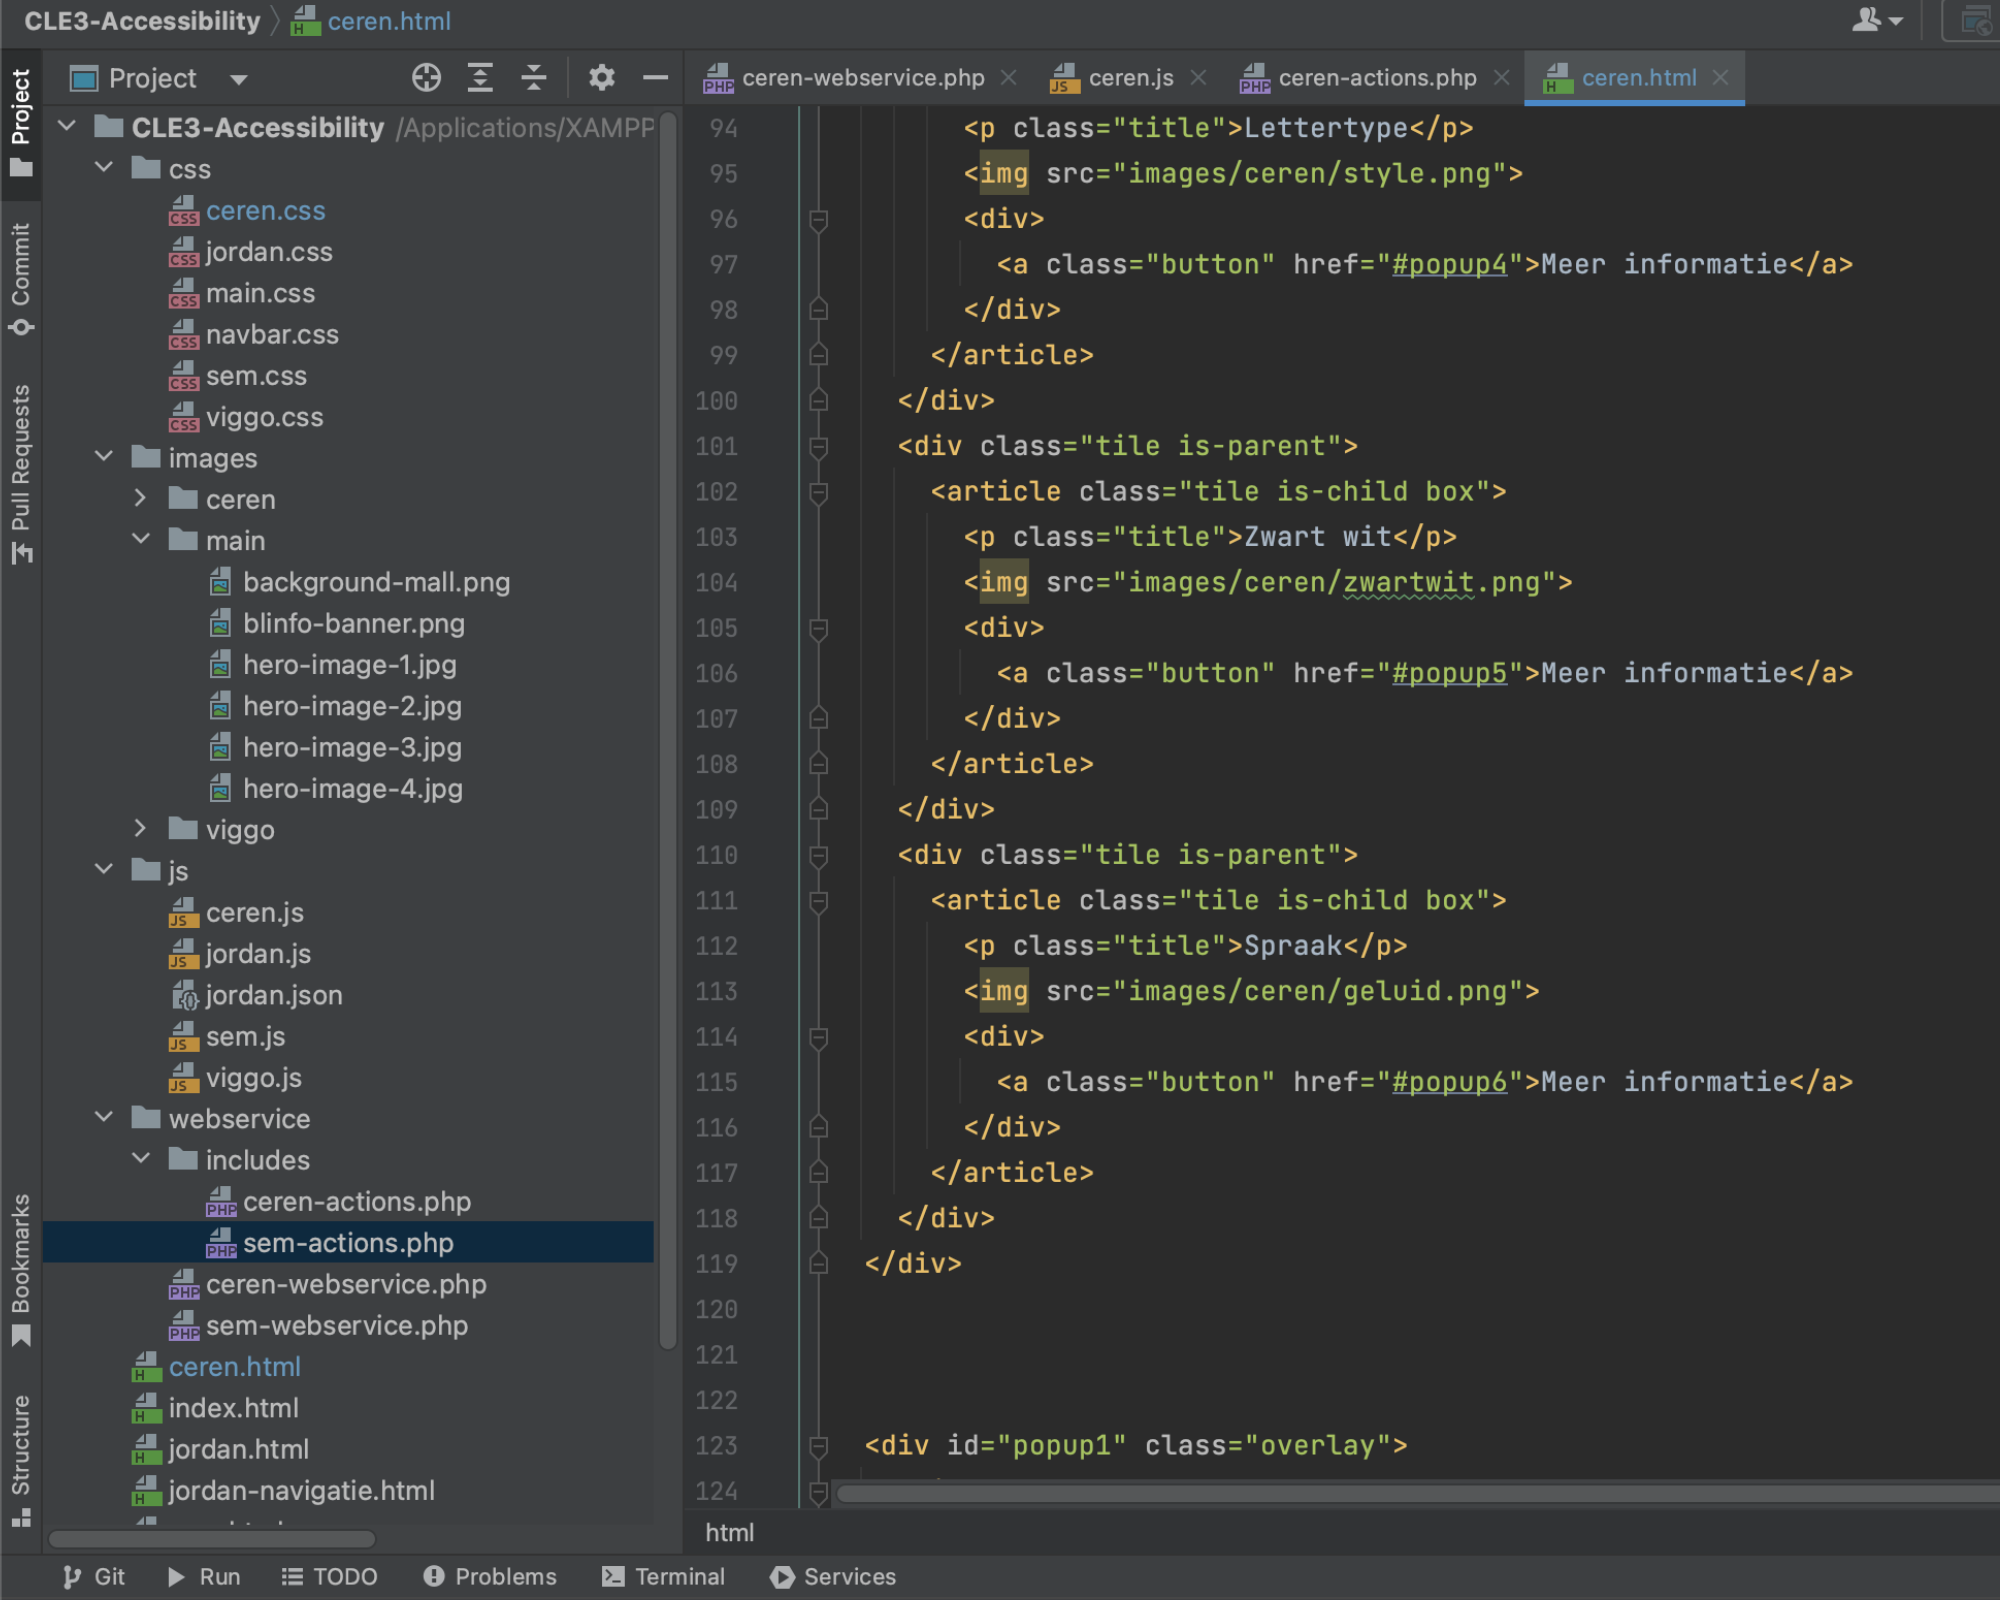 CLE3-Accessibility ceren.html
Project
ceren-webservice.php ceren.js ceren-actions.php ceren.html
Project
Commit
Pull Requests
Bookmarks
Structure
CLE3-Accessibility /Applications/XAMPP
css
ceren.css
jordan.css
main.css
navbar.css
sem.css
viggo.css
images
ceren
main
background-mall.png
blinfo-banner.png
hero-image-1.jpg
hero-image-2.jpg
hero-image-3.jpg
hero-image-4.jpg
viggo
js
ceren.js
jordan.js
jordan.json
sem.js
viggo.js
webservice
includes
ceren-actions.php
sem-actions.php
ceren-webservice.php
sem-webservice.php
ceren.html
index.html
jordan.html
jordan-navigatie.html
94 <p class="title">Lettertype</p>
95 <img src="images/ceren/style.png">
96 <div>
97 <a class="button" href="#popup4">Meer informatie</a>
98 </div>
99 </article>
100 </div>
101 <div class="tile is-parent">
102 <article class="tile is-child box">
103 <p class="title">Zwart wit</p>
104 <img src="images/ceren/zwartwit.png">
105 <div>
106 <a class="button" href="#popup5">Meer informatie</a>
107 </div>
108 </article>
109 </div>
110 <div class="tile is-parent">
111 <article class="tile is-child box">
112 <p class="title">Spraak</p>
113 <img src="images/ceren/geluid.png">
114 <div>
115 <a class="button" href="#popup6">Meer informatie</a>
116 </div>
117 </article>
118 </div>
119 </div>
120
121
122
123 <div id="popup1" class="overlay">
124
html
Git Run TODO Problems Terminal Services